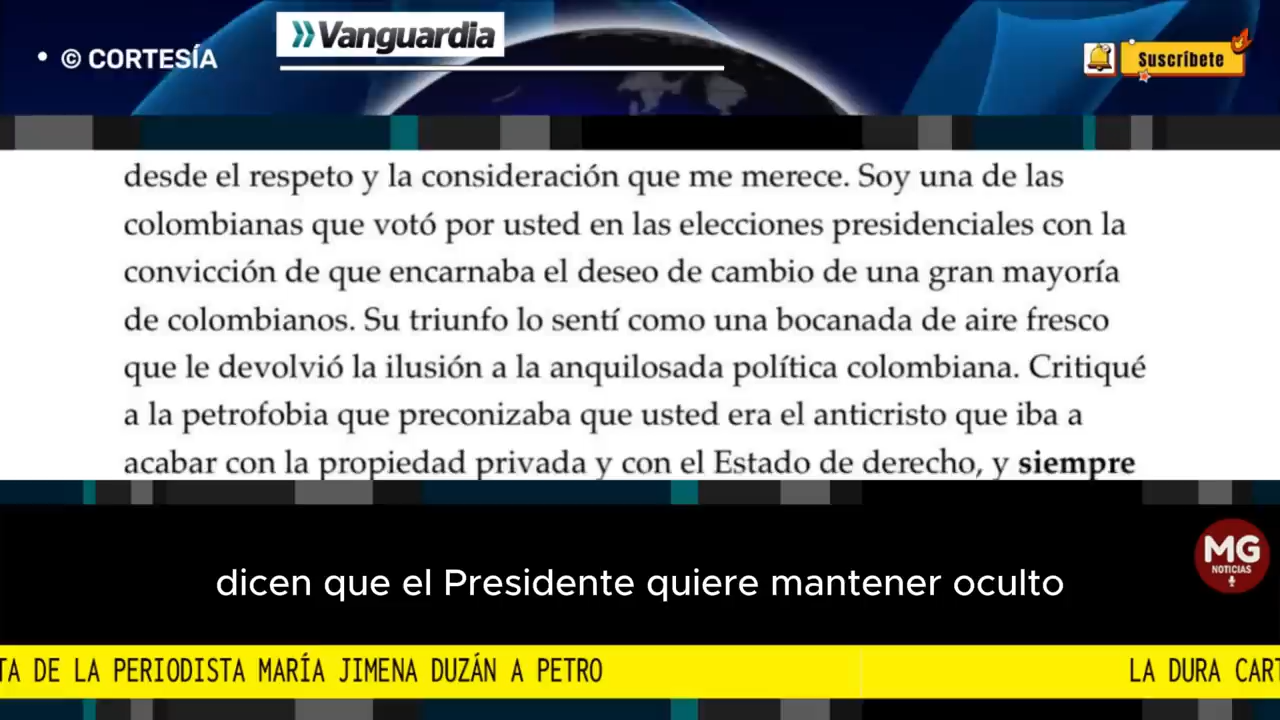 • © CORTESÍA
Vanguardia
Suscríbete
desde el respeto y la consideración que me merece. Soy una de las
colombianas que votó por usted en las elecciones presidenciales con la
convicción de que encarnaba el deseo de cambio de una gran mayoría
de colombianos. Su triunfo lo sentí como una bocanada de aire fresco
que le devolvió la ilusión a la anquilosada política colombiana. Critiqué
a la petrofobia que preconizaba que usted era el anticristo que iba a
acabar con la propiedad privada y con el Estado de derecho, y siempre
MG
NOTICIAS
dicen que el Presidente quiere mantener oculto
TA DE LA PERIODISTA MARÍA JIMENA DUZÁN A PETRO
LA DURA CART